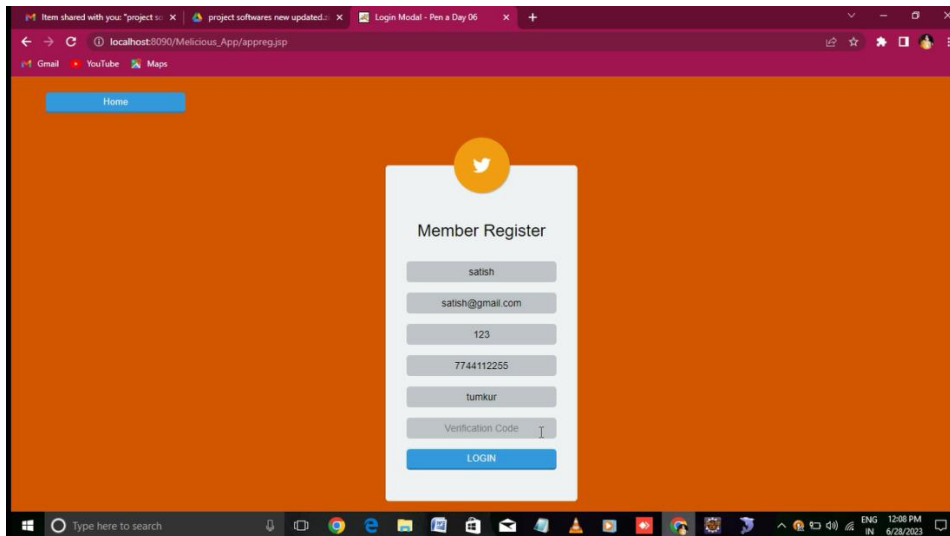 Item shared with you: "project so
project softwares new updated.z
Login Modal - Pen a Day 06
localhost:8090/Melicious_App/appreg.jsp
Gmail
YouTube
Maps
Home
Member Register
satish
satish@gmail.com
123
7744112255
tumkur
Verification Code
LOGIN
Type here to search
ENG
IN
12:08 PM
6/28/2023